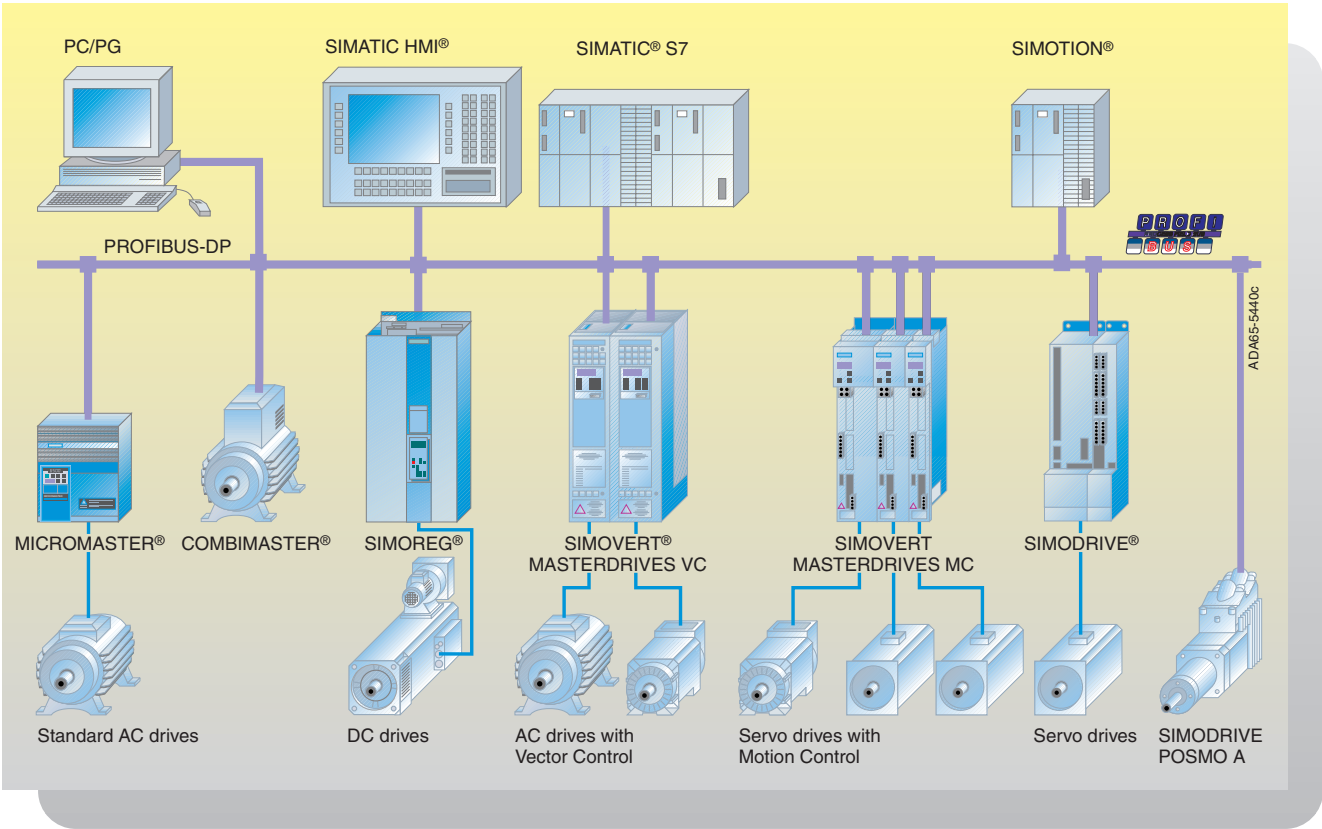 PC/PG
SIMATIC HMI®
SIMATIC® S7
SIMOTION®
PROFIBUS-DP
PROFI
BUS
ADA65-5440c
MICROMASTER®
COMBIMASTER®
SIMOREG®
SIMOVERT®
MASTERDRIVES VC
SIMOVERT
MASTERDRIVES MC
SIMODRIVE®
Standard AC drives
DC drives
AC drives with
Vector Control
Servo drives with
Motion Control
Servo drives
SIMODRIVE
POSMO A